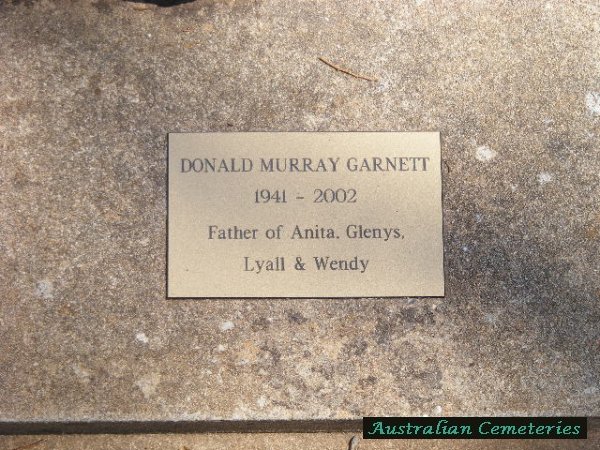 DONALD MURRAY GARNETT
1941 - 2002
Father of Anita, Glenys,
Lyall & Wendy
Australian Cemeteries